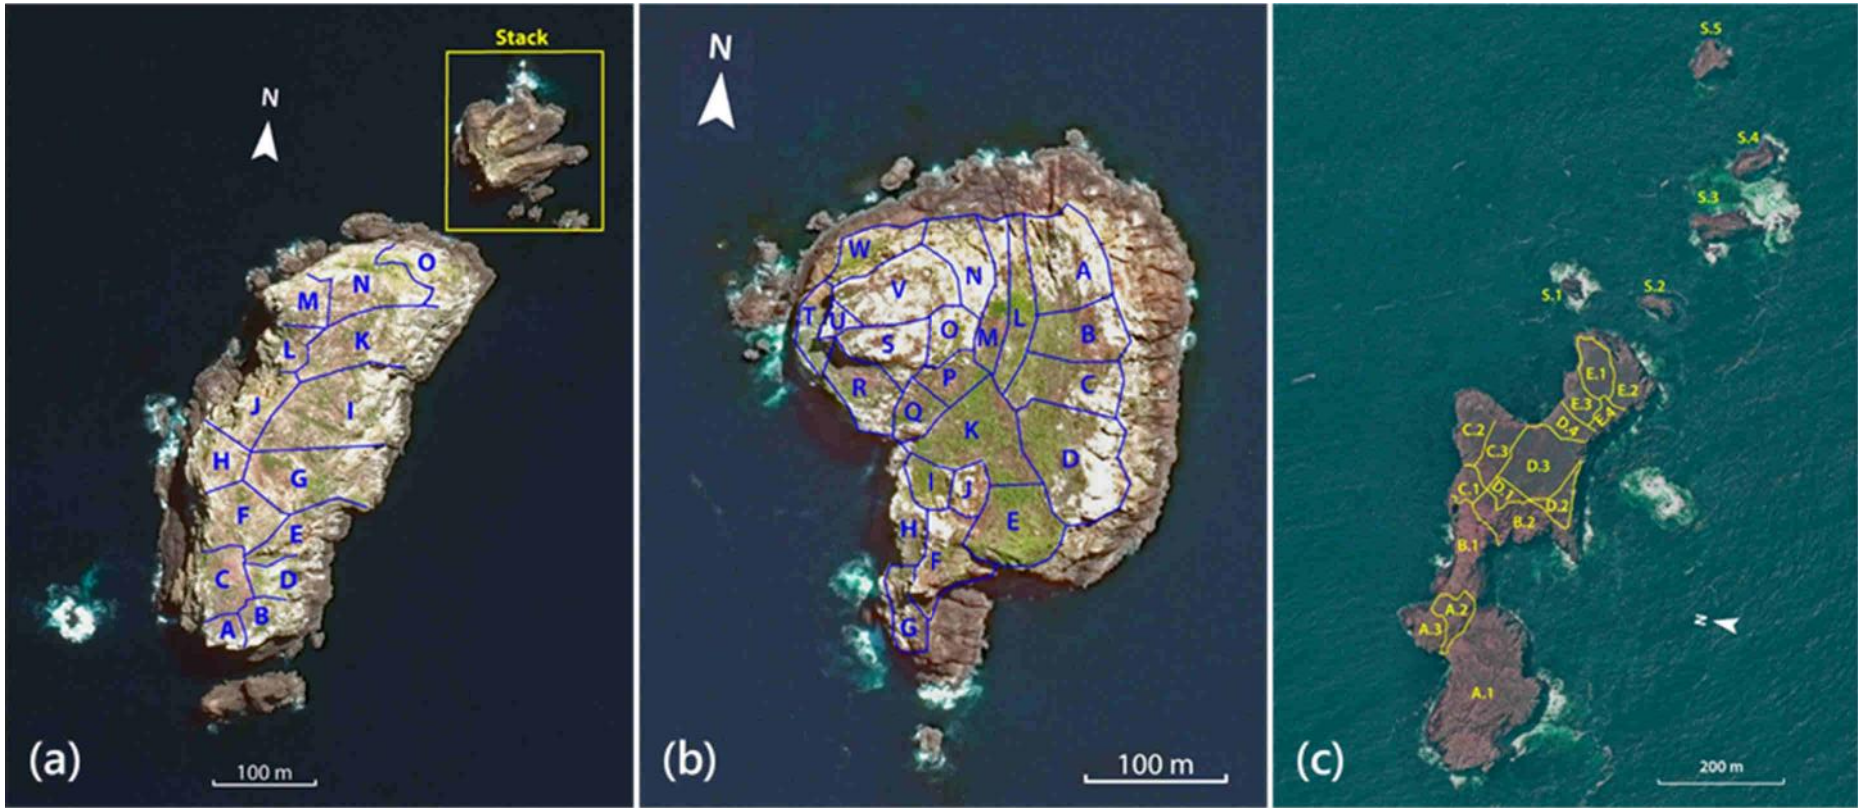 Stack
N
O
N
M
K
L
J
I
H
G
F
E
C
D
B
A
(a)
100 m
N
W
A
N
V
T
U
L
O
M
B
S
P
C
R
Q
K
D
I
J
E
H
F
G
(b)
100 m
S.5
S.4
S.3
S.2
S.1
E.1
E.2
E.3
E.4
D.4
C.2
C.3
D.3
C.1
D.1
D.2
B.2
B.1
A.2
A.3
N
A.1
(c)
200 m